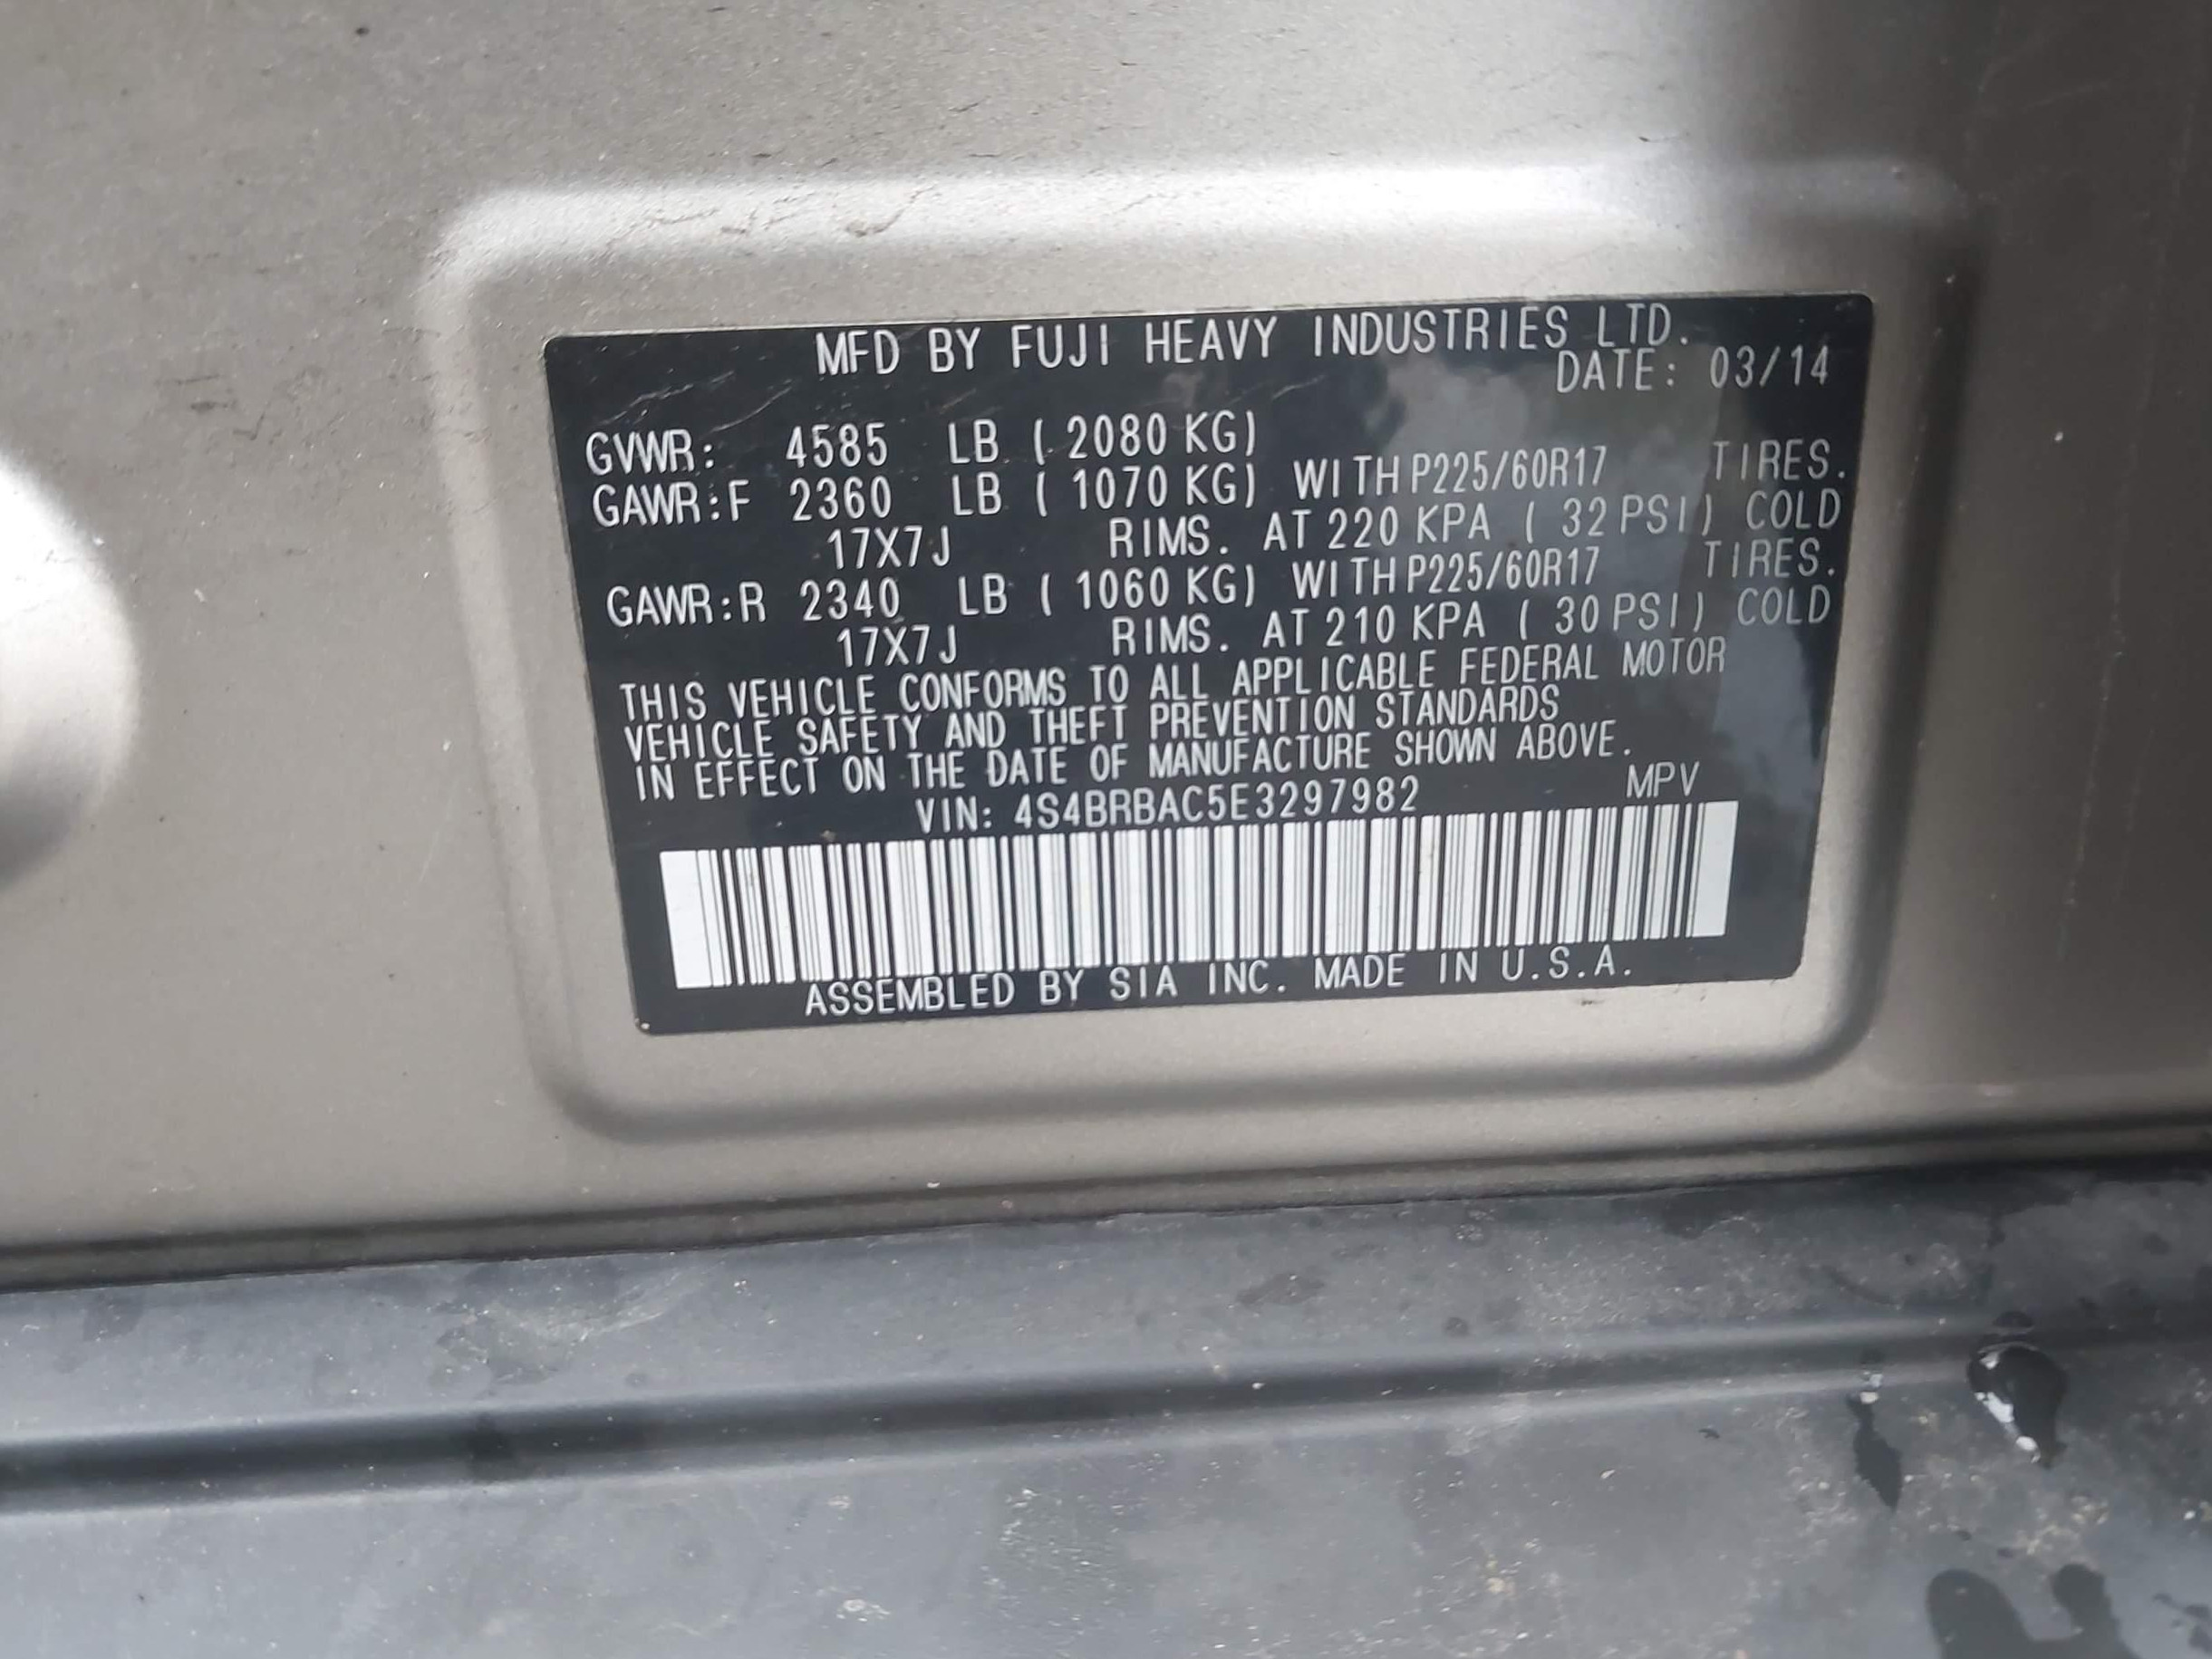 MFD BY FUJI HEAVY INDUSTRIES LTD.
DATE: 03/14
GVWR: 4585 LB ( 2080 KG)
GAWR:F 2360 LB ( 1070 KG) WITH P225/60R17 TIRES.
17X7J RIMS. AT 220 KPA ( 32 PSI) COLD
GAWR:R 2340 LB ( 1060 KG) WITH P225/60R17 TIRES.
17X7J RIMS. AT 210 KPA ( 30 PSI) COLD
THIS VEHICLE CONFORMS TO ALL APPLICABLE FEDERAL MOTOR
VEHICLE SAFETY AND THEFT PREVENTION STANDARDS
IN EFFECT ON THE DATE OF MANUFACTURE SHOWN ABOVE.
VIN: 4S4BRBAC5E3297982 MPV
ASSEMBLED BY SIA INC. MADE IN U.S.A.